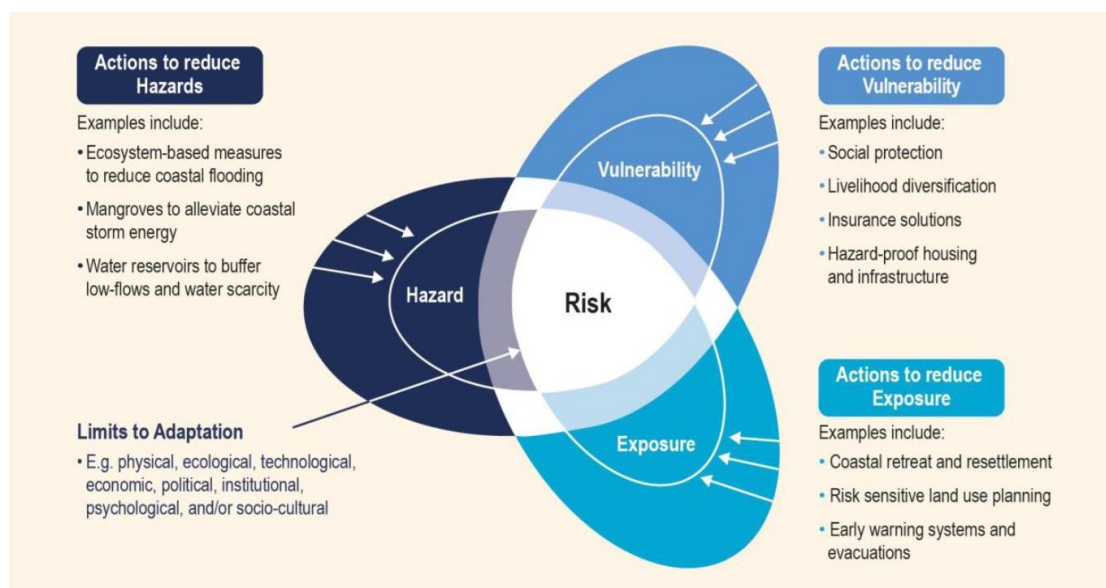 Actions to reduce
Hazards
Examples include:
• Ecosystem-based measures
to reduce coastal flooding
• Mangroves to alleviate coastal
storm energy
• Water reservoirs to buffer
low-flows and water scarcity
Limits to Adaptation
• E.g. physical, ecological, technological,
economic, political, institutional,
psychological, and/or socio-cultural
Vulnerability
Hazard
Risk
Exposure
Actions to reduce
Vulnerability
Examples include:
• Social protection
• Livelihood diversification
• Insurance solutions
• Hazard-proof housing
and infrastructure
Actions to reduce
Exposure
Examples include:
• Coastal retreat and resettlement
• Risk sensitive land use planning
• Early warning systems and
evacuations